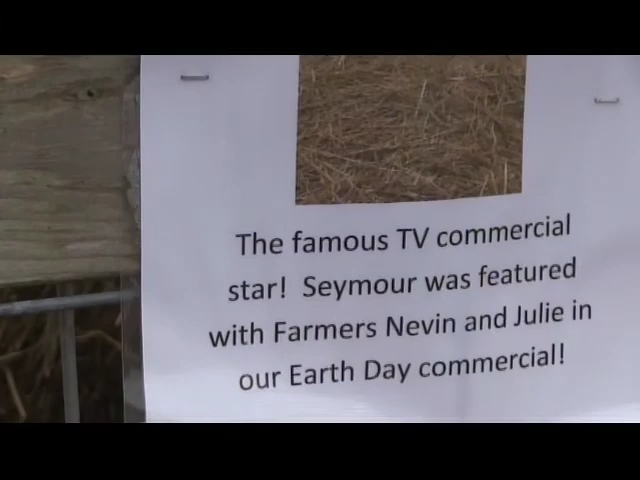 The famous TV commercial
star! Seymour was featured
with Farmers Nevin and Julie in
our Earth Day commercial!